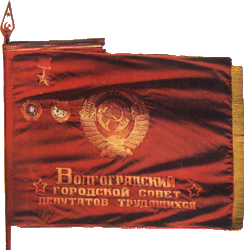 Волгоградский
городской совет
депутатов трудящихся